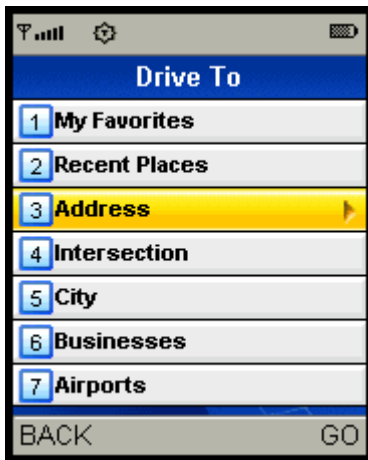 Drive To
1 My Favorites
2 Recent Places
3 Address
4 Intersection
5 City
6 Businesses
7 Airports
BACK GO